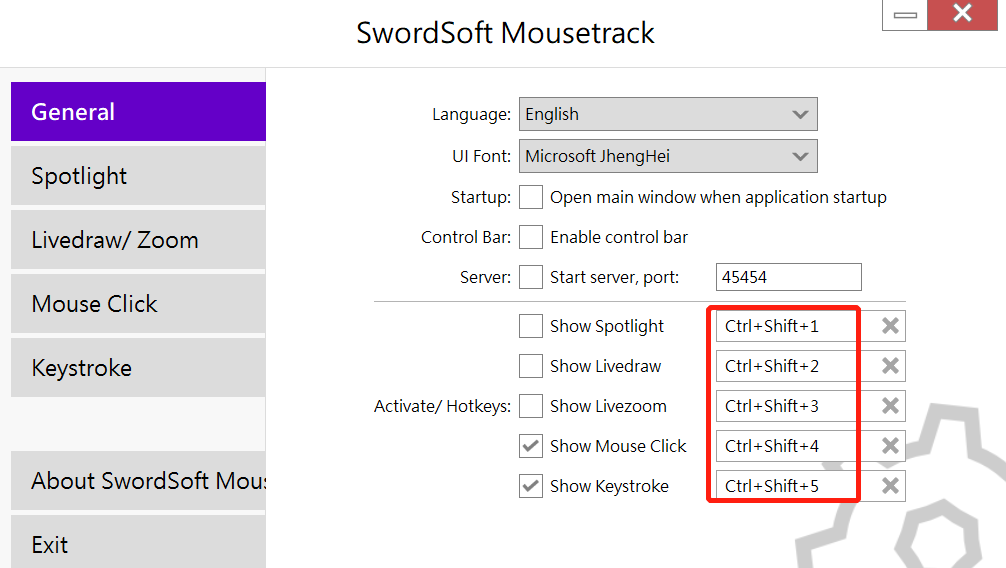 SwordSoft Mousetrack
General
Spotlight
Livedraw/ Zoom
Mouse Click
Keystroke
About SwordSoft Mous
Exit
Language: English
UI Font: Microsoft JhengHei
Startup: Open main window when application startup
Control Bar: Enable control bar
Server: Start server, port: 45454
Show Spotlight Ctrl+Shift+1
Show Livedraw Ctrl+Shift+2
Activate/ Hotkeys: Show Livezoom Ctrl+Shift+3
Show Mouse Click Ctrl+Shift+4
Show Keystroke Ctrl+Shift+5